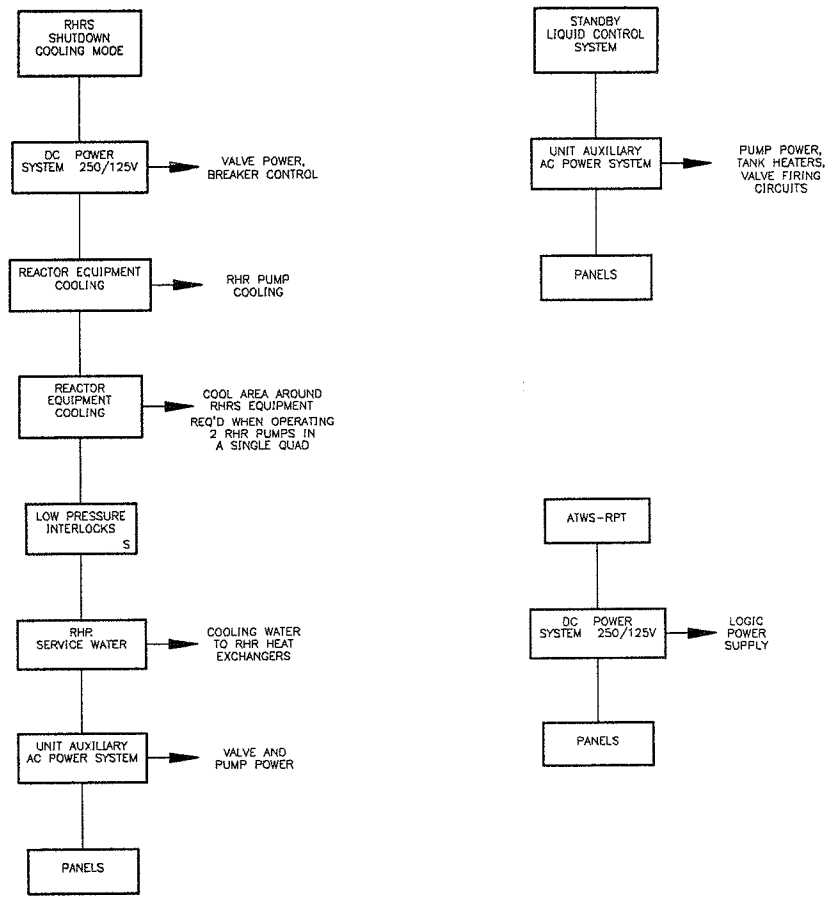 RHRS
SHUTDOWN
COOLING MODE
DC POWER
SYSTEM 250/125V
VALVE POWER,
BREAKER CONTROL
REACTOR EQUIPMENT
COOLING
RHR PUMP
COOLING
REACTOR
EQUIPMENT
COOLING
COOL AREA AROUND
RHRS EQUIPMENT
REQ'D WHEN OPERATING
2 RHR PUMPS IN
A SINGLE QUAD
LOW PRESSURE
INTERLOCKS
S
RHR
SERVICE WATER
COOLING WATER
TO RHR HEAT
EXCHANGERS
UNIT AUXILIARY
AC POWER SYSTEM
VALVE AND
PUMP POWER
PANELS
STANDBY
LIQUID CONTROL
SYSTEM
UNIT AUXILIARY
AC POWER SYSTEM
PUMP POWER,
TANK HEATERS,
VALVE FIRING
CIRCUITS
PANELS
ATWS-RPT
DC POWER
SYSTEM 250/125V
LOGIC
POWER
SUPPLY
PANELS